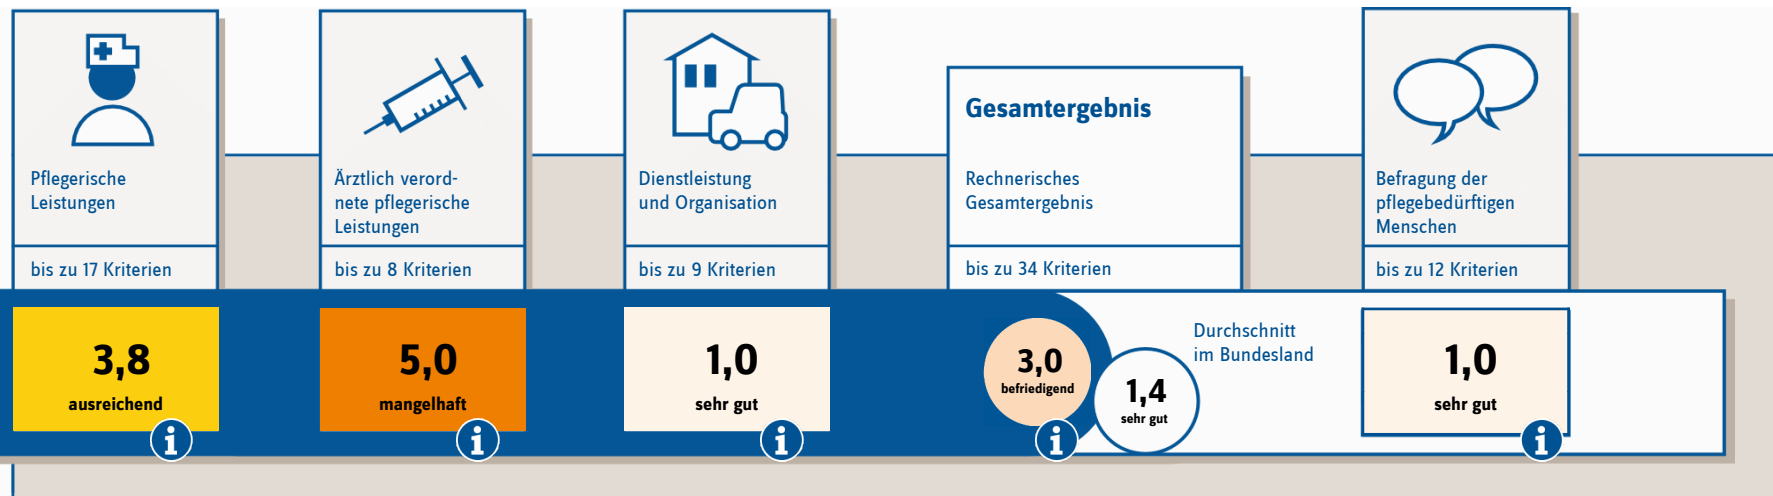 Pflegerische
Leistungen
bis zu 17 Kriterien
3,8
ausreichend
i
Ärztlich verord-
nete pflegerische
Leistungen
bis zu 8 Kriterien
5,0
mangelhaft
i
Dienstleistung
und Organisation
bis zu 9 Kriterien
1,0
sehr gut
i
Gesamtergebnis
Rechnerisches
Gesamtergebnis
bis zu 34 Kriterien
3,0
befriedigend
i
1,4
sehr gut
Durchschnitt
im Bundesland
Befragung der
pflegebedürftigen
Menschen
bis zu 12 Kriterien
1,0
sehr gut
i